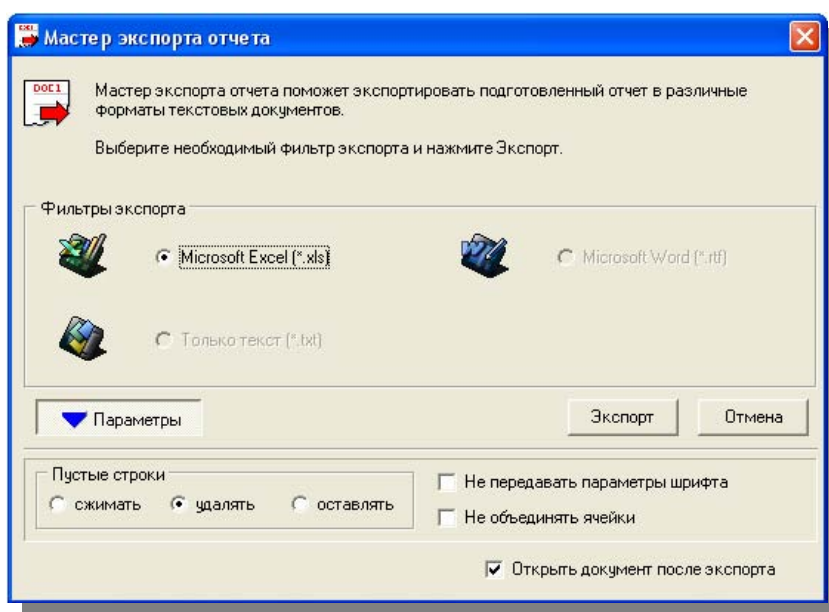 Мастер экспорта отчета
DOC1
Мастер экспорта отчета поможет экспортировать подготовленный отчет в различные
форматы текстовых документов.
Выберите необходимый фильтр экспорта и нажмите Экспорт.
Фильтры экспорта
Microsoft Excel (*.xls)
Microsoft Word (*.rtf)
Только текст (*.txt)
Параметры
Экспорт
Отмена
Пустые строки
сжимать
удалять
оставлять
Не передавать параметры шрифта
Не объединять ячейки
Открыть документ после экспорта